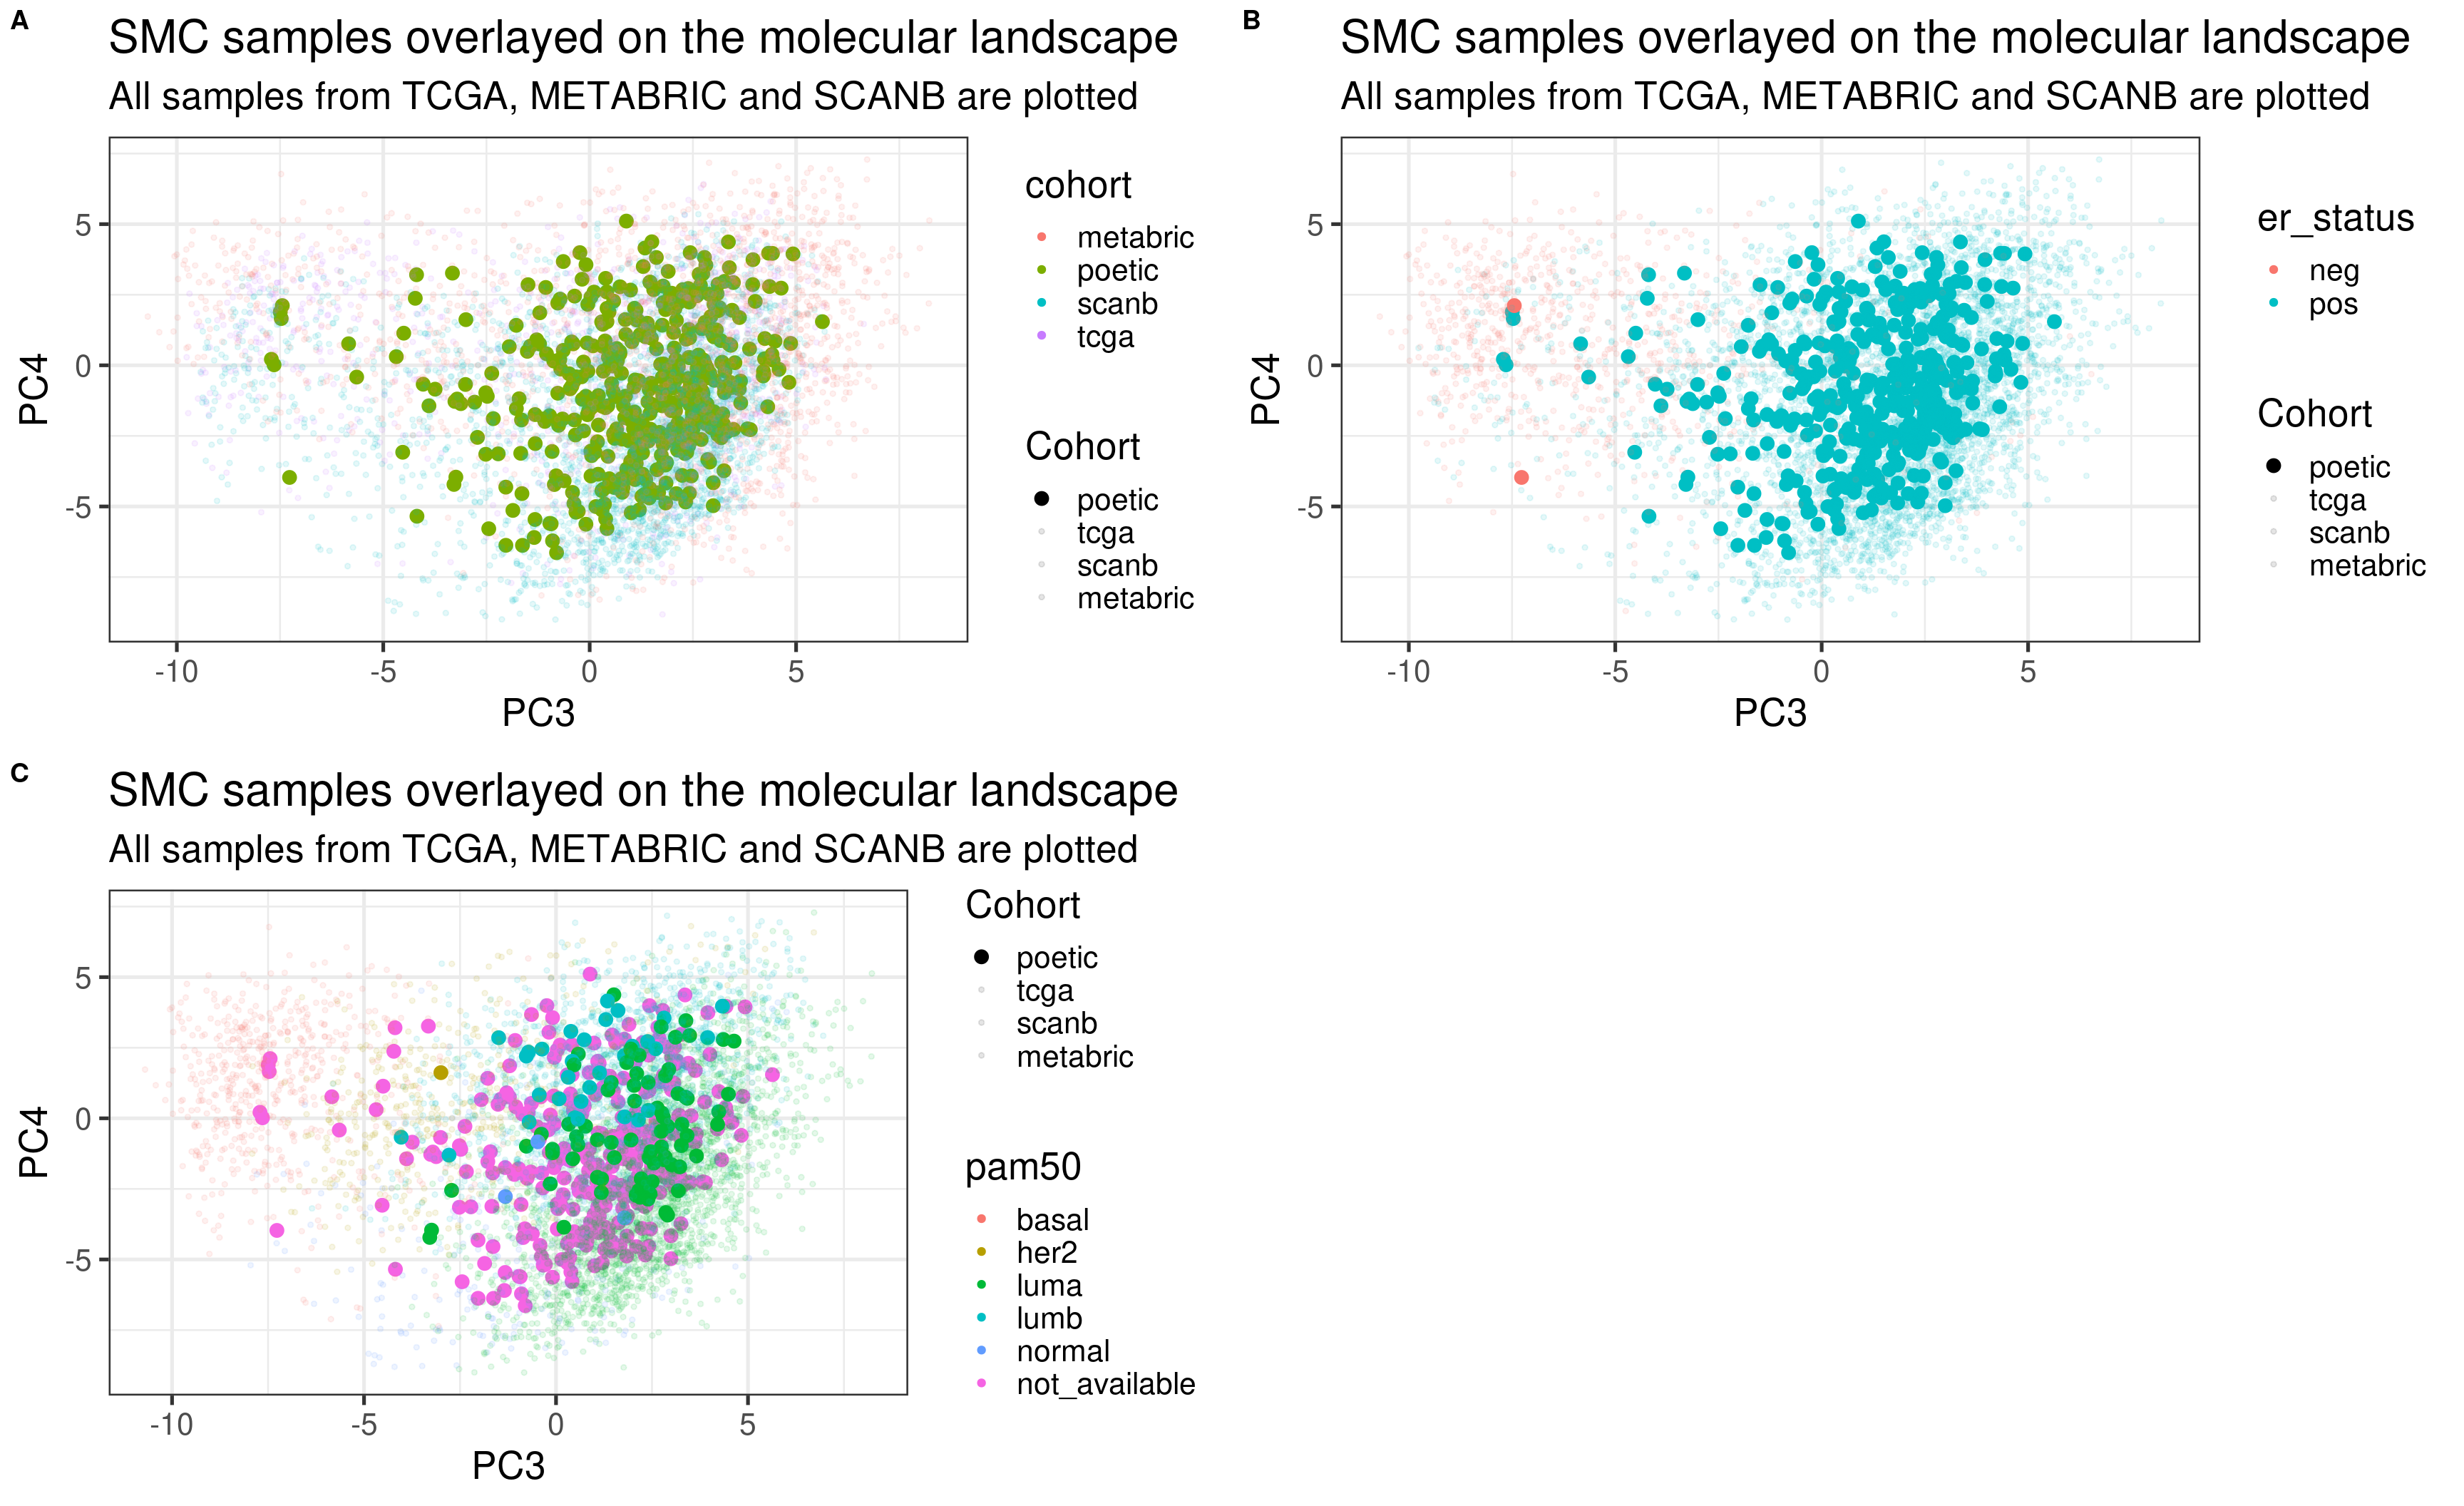 A
SMC samples overlayed on the molecular landscape
All samples from TCGA, METABRIC and SCANB are plotted
5
0
-5
PC4
-10
-5
0
5
PC3
cohort
metabric
poetic
scanb
tcga
Cohort
poetic
tcga
scanb
metabric
B
SMC samples overlayed on the molecular landscape
All samples from TCGA, METABRIC and SCANB are plotted
5
0
-5
PC4
-10
-5
0
5
PC3
er_status
neg
pos
Cohort
poetic
tcga
scanb
metabric
C
SMC samples overlayed on the molecular landscape
All samples from TCGA, METABRIC and SCANB are plotted
5
0
-5
PC4
-10
-5
0
5
PC3
Cohort
poetic
tcga
scanb
metabric
pam50
basal
her2
luma
lumb
normal
not_available